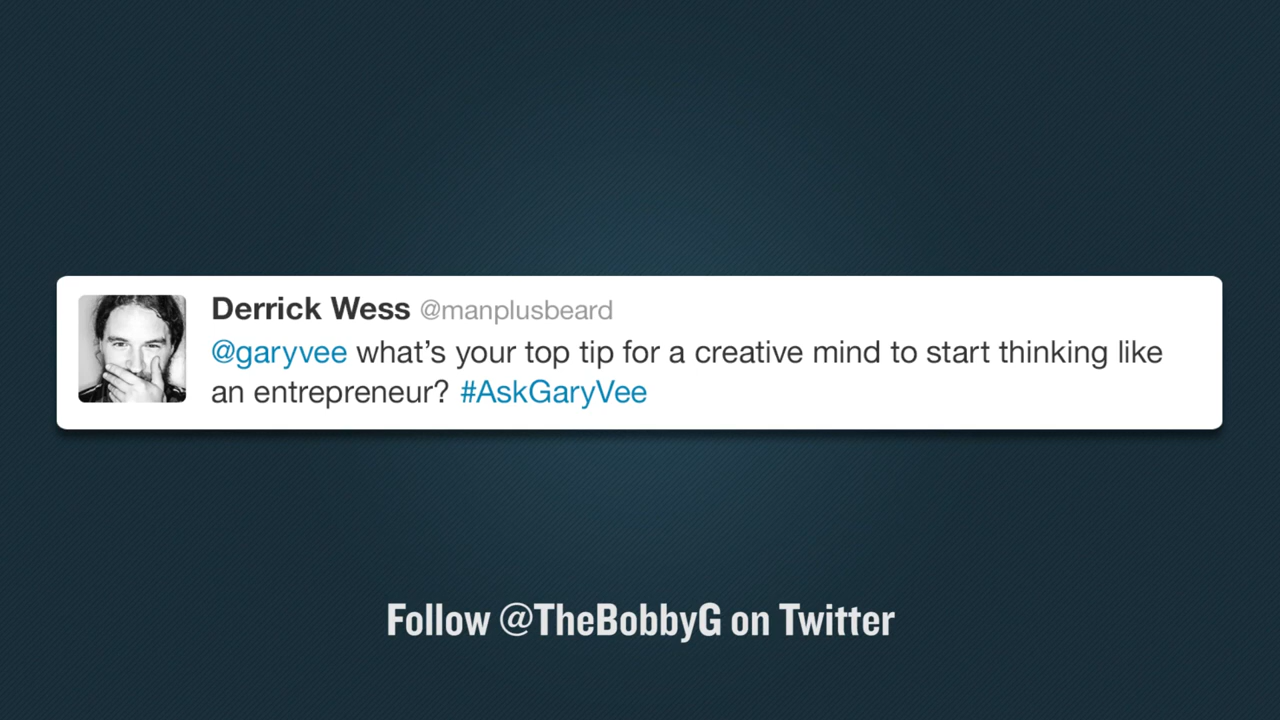 Derrick Wess @manplusbeard
@garyvee what’s your top tip for a creative mind to start thinking like
an entrepreneur? #AskGaryVee
Follow @TheBobbyG on Twitter